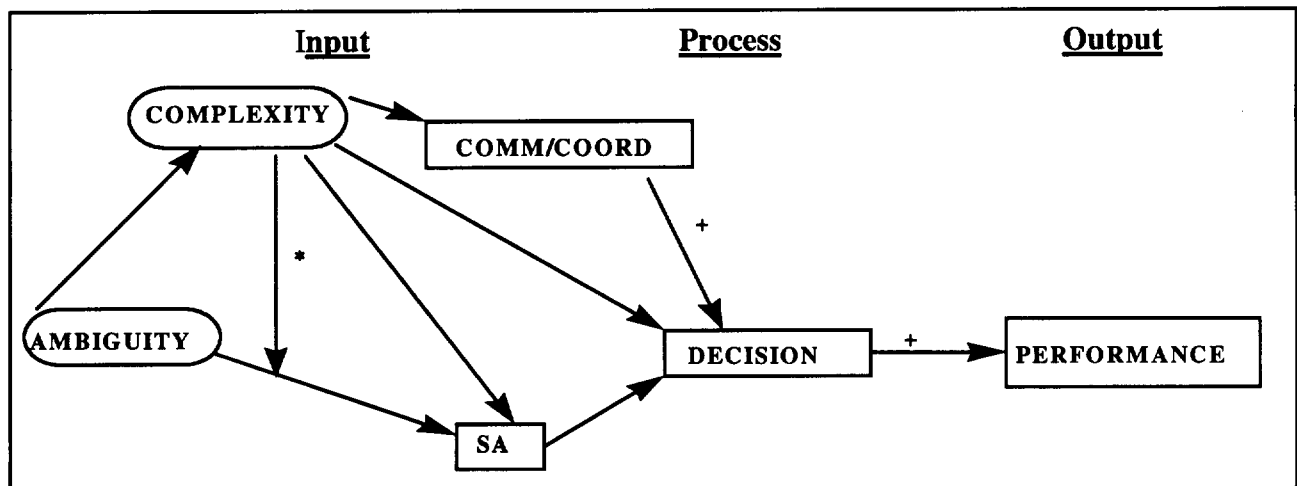 Input Process Output
COMPLEXITY
COMM/COORD
+
*
AMBIGUITY
DECISION
+
PERFORMANCE
SA